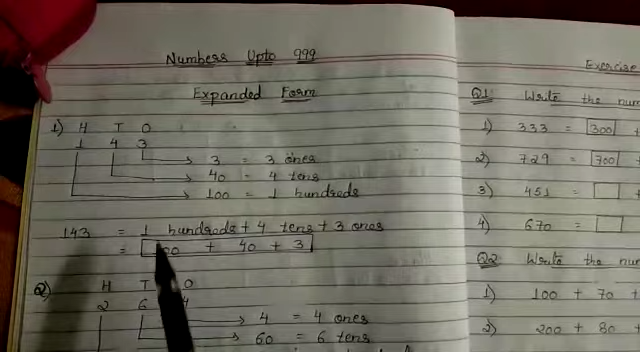 Numbers Upto 999
Expanded Form
1) H T O
1 4 3
3 = 3 ones
40 = 4 tens
100 = 1 hundreds
143 = 1 hundreds + 4 tens + 3 ones
= 100 + 40 + 3
2) H T O
2 6 4
4 = 4 ones
60 = 6 tens
Exercise
Q1 Write the num
1) 333 = 300 +
2) 729 = 700 +
3) 451 = +
4) 670 =
Q2 Write the num
1) 100 + 70 +
2) 200 + 80 +